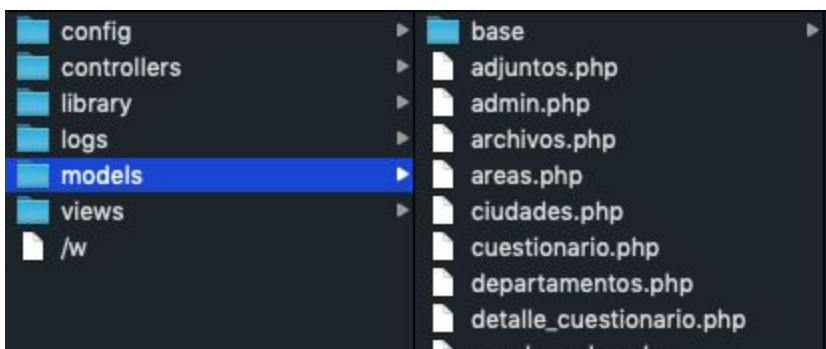 config
controllers
library
logs
models
views
/w
base
adjuntos.php
admin.php
archivos.php
areas.php
ciudades.php
cuestionario.php
departamentos.php
detalle_cuestionario.php